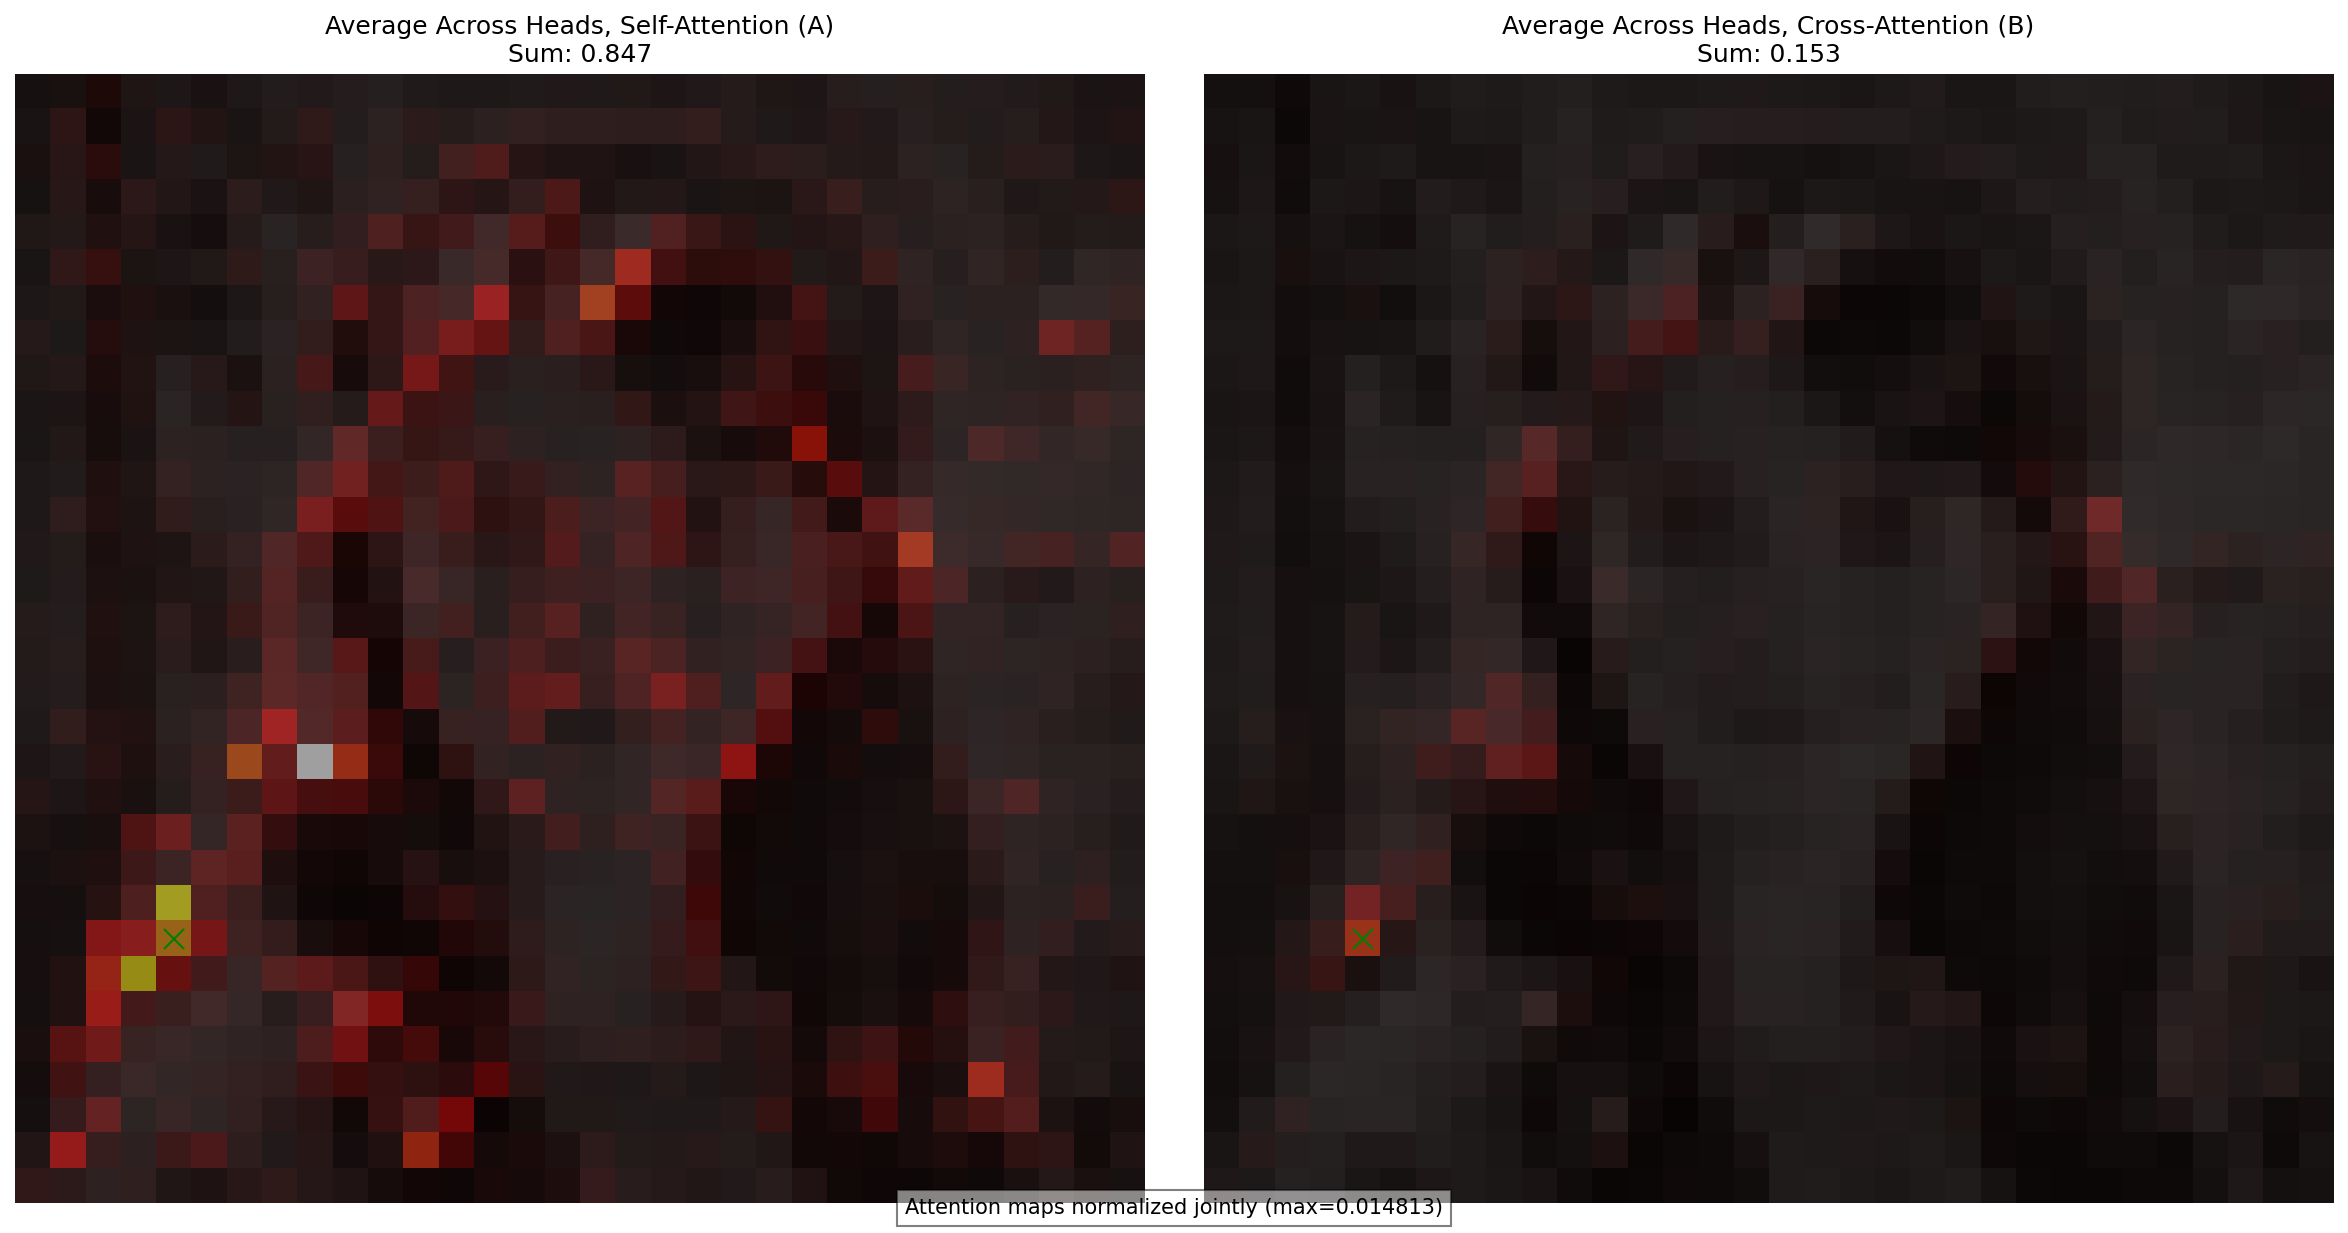 Average Across Heads, Self-Attention (A)
Sum: 0.847
Average Across Heads, Cross-Attention (B)
Sum: 0.153
Attention maps normalized jointly (max=0.014813)